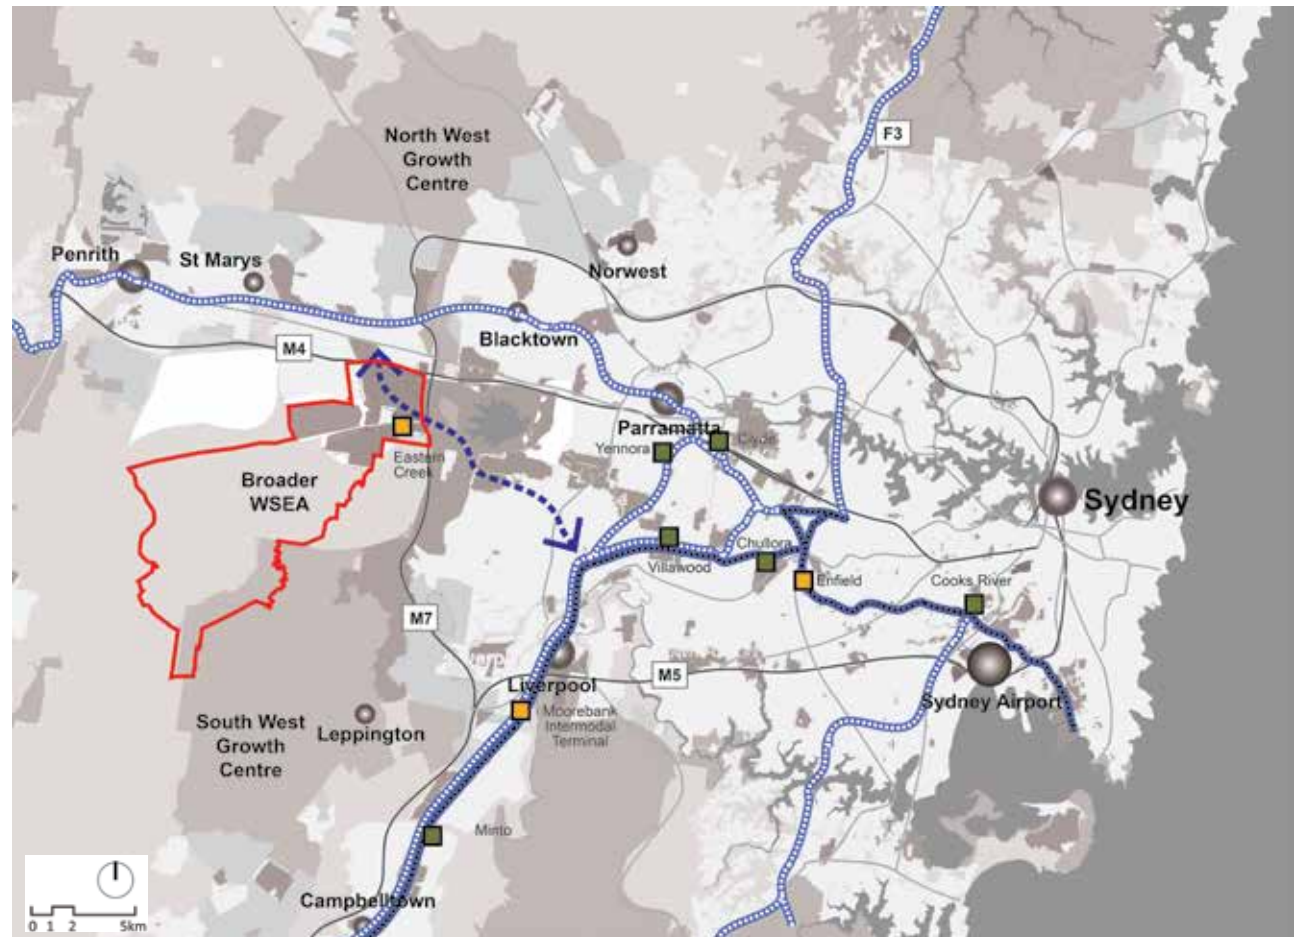 F3
North West
Growth
Centre
Penrith
St Marys
Norwest
Blacktown
M4
Parramatta
Clyde
Yennora
Eastern
Creek
Broader
WSEA
Sydney
Chullora
Villawood
Enfield
Cooks River
M7
M5
Liverpool
Sydney Airport
Moorebank
Intermodal
Terminal
South West
Growth
Centre
Leppington
Minto
Campbelltown
0 1 2 5km